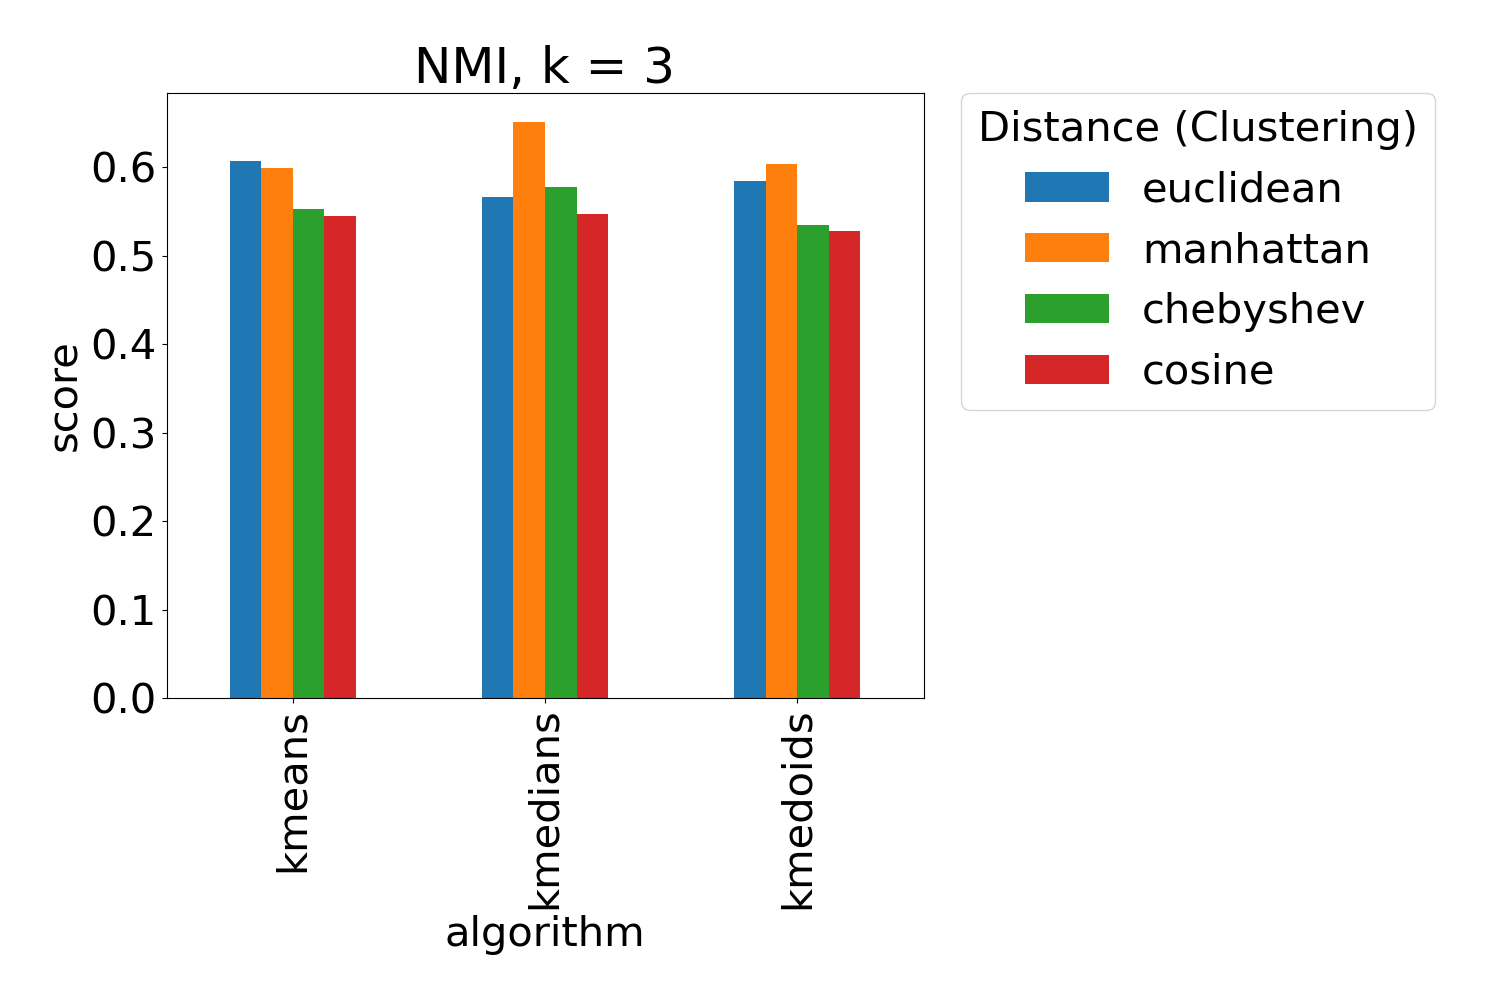 NMI, k = 3
score
0.6
0.5
0.4
0.3
0.2
0.1
0.0
kmeans
kmedians
kmedoids
algorithm
Distance (Clustering)
euclidean
manhattan
chebyshev
cosine